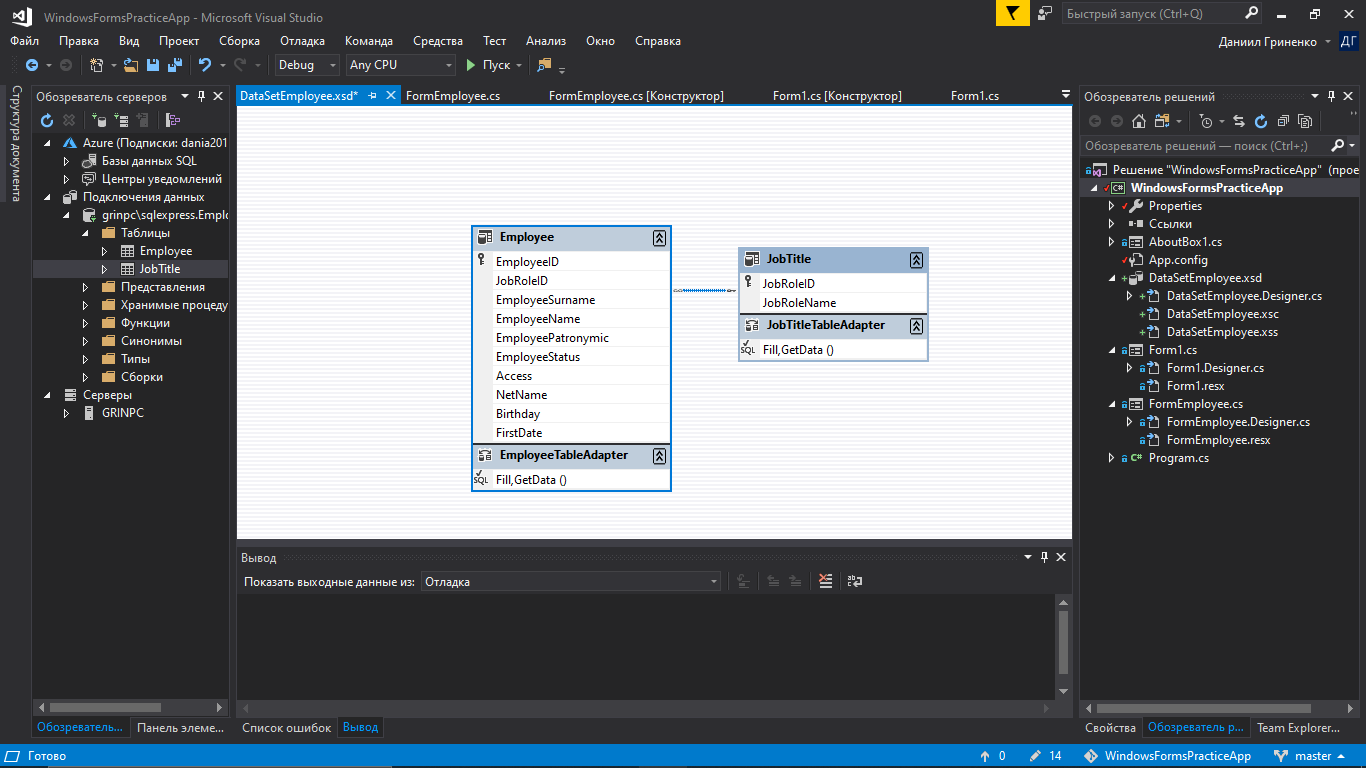 WindowsFormsPracticeApp - Microsoft Visual Studio
Быстрый запуск (Ctrl+Q)
Файл Правка Вид Проект Сборка Отладка Команда Средства Тест Анализ Окно Справка
Даниил Гриненко ДГ
Debug Any CPU Пуск
Структура документа
Обозреватель серверов
Azure (Подписки: dania201
Базы данных SQL
Центры уведомлений
Подключения данных
grinpc\sqlexpress.Emplo
Таблицы
Employee
JobTitle
Представления
Хранимые процеду
Функции
Синонимы
Типы
Сборки
Серверы
GRINPC
Обозреватель... Панель элеме...
DataSetEmployee.xsd* FormEmployee.cs FormEmployee.cs [Конструктор] Form1.cs [Конструктор] Form1.cs
Employee
EmployeeID
JobRoleID
EmployeeSurname
EmployeeName
EmployeePatronymic
EmployeeStatus
Access
NetName
Birthday
FirstDate
EmployeeTableAdapter
SQL Fill,GetData ()
JobTitle
JobRoleID
JobRoleName
JobTitleTableAdapter
SQL Fill,GetData ()
Вывод
Показать выходные данные из: Отладка
Список ошибок Вывод
Обозреватель решений
Обозреватель решений — поиск (Ctrl+;)
Решение "WindowsFormsPracticeApp" (прое
C# WindowsFormsPracticeApp
Properties
Ссылки
AboutBox1.cs
App.config
DataSetEmployee.xsd
DataSetEmployee.Designer.cs
DataSetEmployee.xsc
DataSetEmployee.xss
Form1.cs
Form1.Designer.cs
Form1.resx
FormEmployee.cs
FormEmployee.Designer.cs
FormEmployee.resx
C# Program.cs
Свойства Обозреватель р... Team Explorer...
Готово 0 14 WindowsFormsPracticeApp master